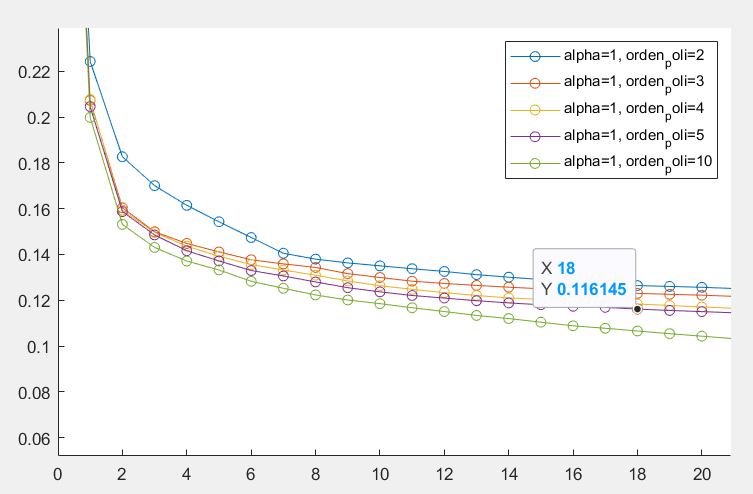 0.22
0.2
0.18
0.16
0.14
0.12
0.1
0.08
0.06
0 2 4 6 8 10 12 14 16 18 20
alpha=1, orden_poli=2
alpha=1, orden_poli=3
alpha=1, orden_poli=4
alpha=1, orden_poli=5
alpha=1, orden_poli=10
X 18
Y 0.116145